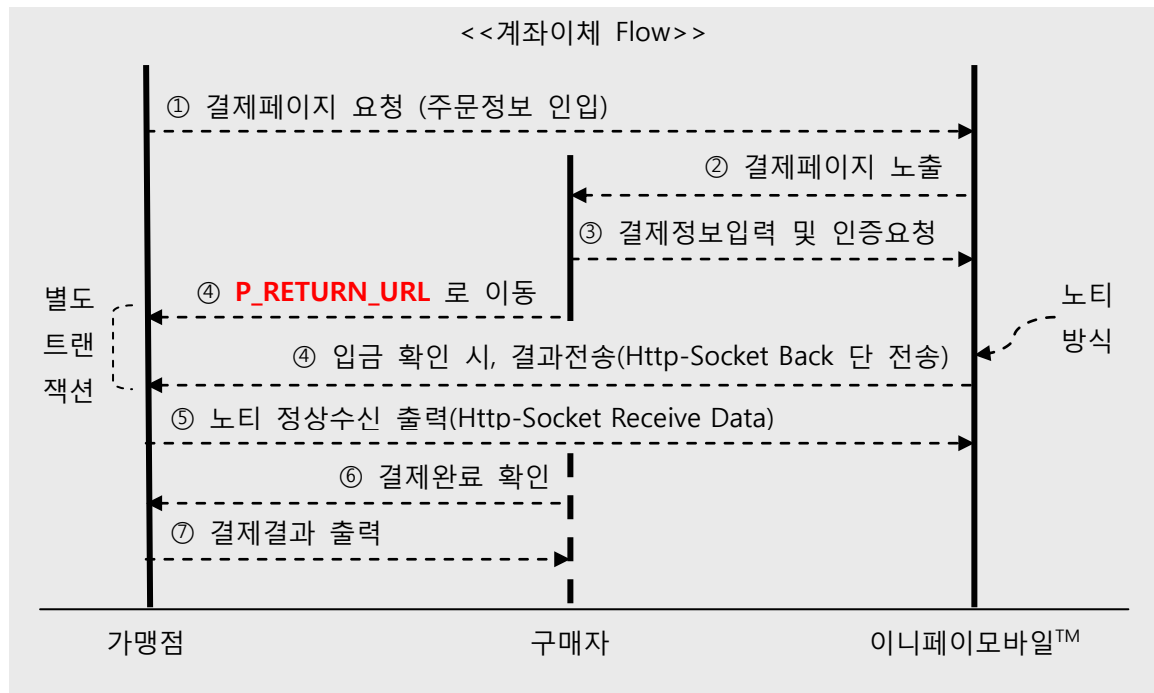 <<계좌이체 Flow>>
① 결제페이지 요청 (주문정보 인입)
② 결제페이지 노출
③ 결제정보입력 및 인증요청
④ P_RETURN_URL 로 이동
별도
트랜
잭션
노티
방식
④ 입금 확인 시, 결과전송(Http-Socket Back 단 전송)
⑤ 노티 정상수신 출력(Http-Socket Receive Data)
⑥ 결제완료 확인
⑦ 결제결과 출력
가맹점
구매자
이니페이모바일TM